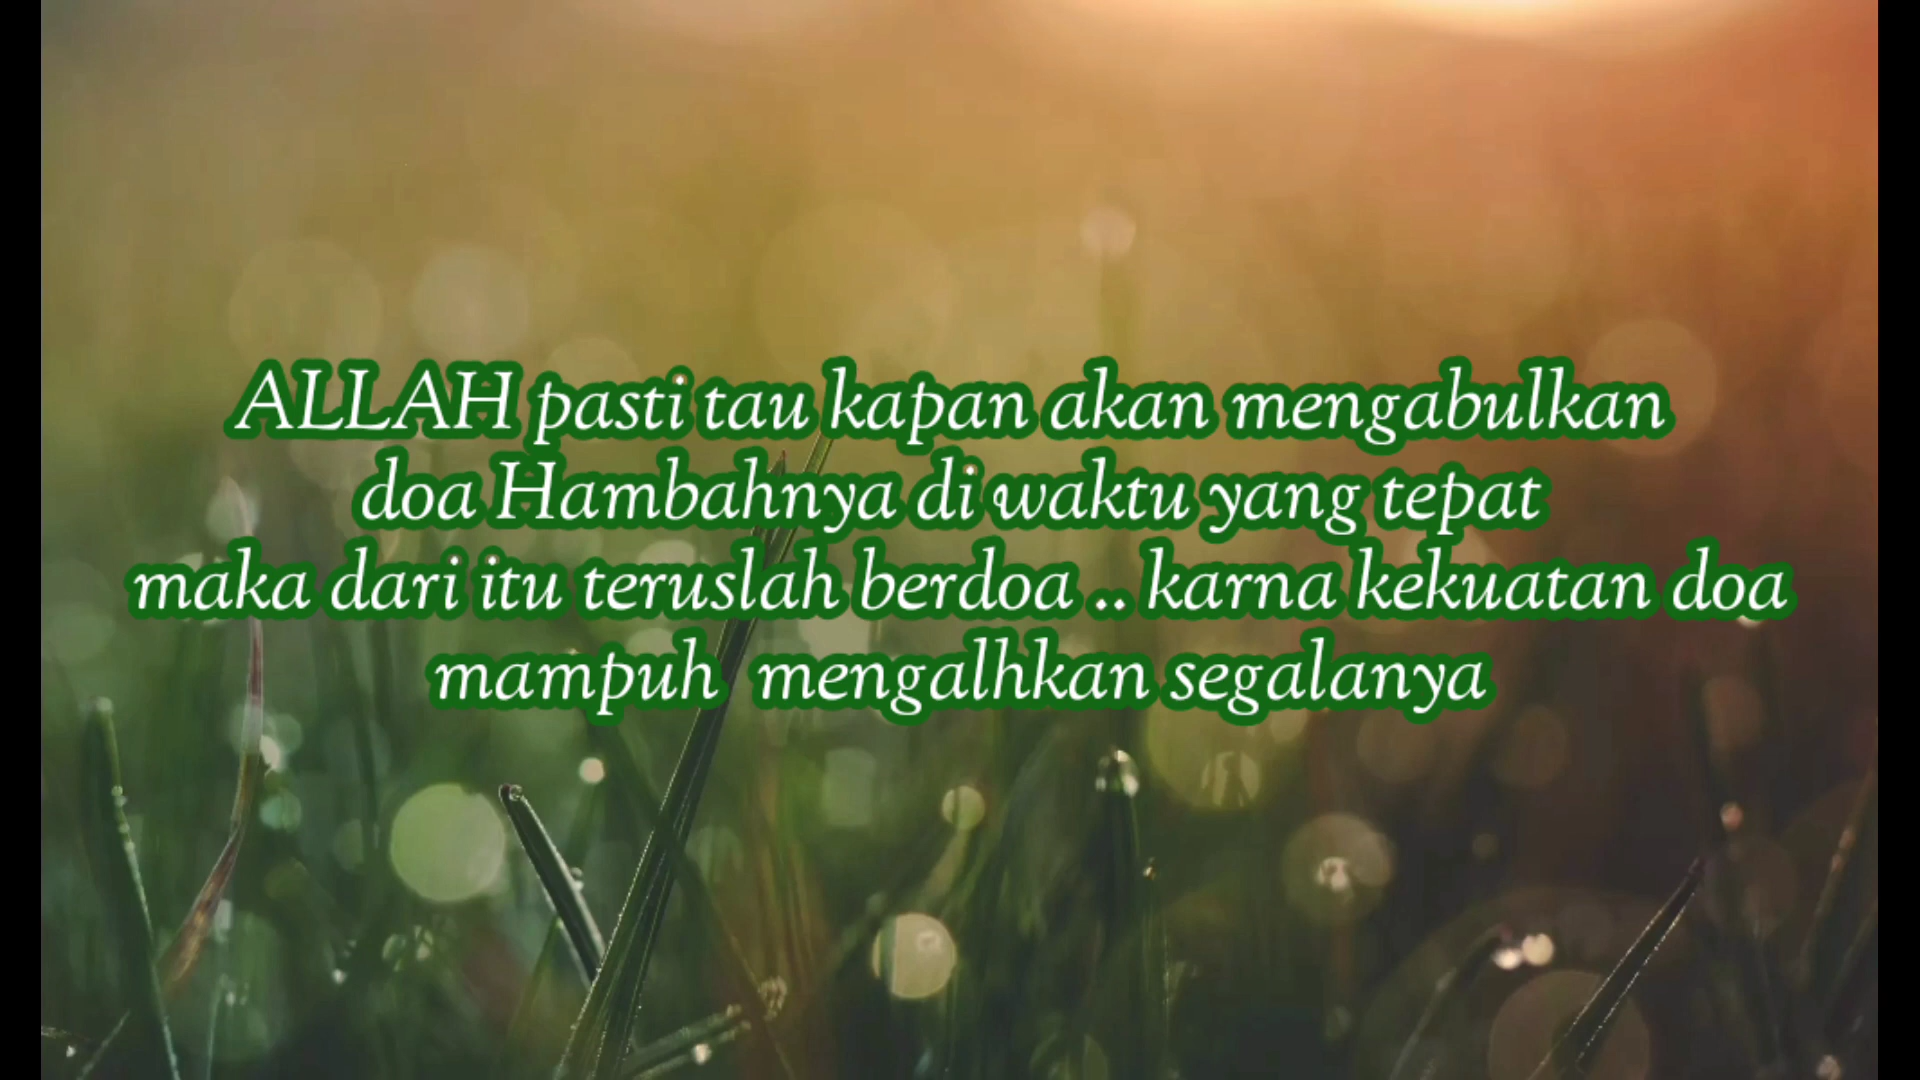 ALLAH pasti tau kapan akan mengabulkan
doa Hambahnya di waktu yang tepat
maka dari itu teruslah berdoa .. karna kekuatan doa
mampuh mengalhkan segalanya